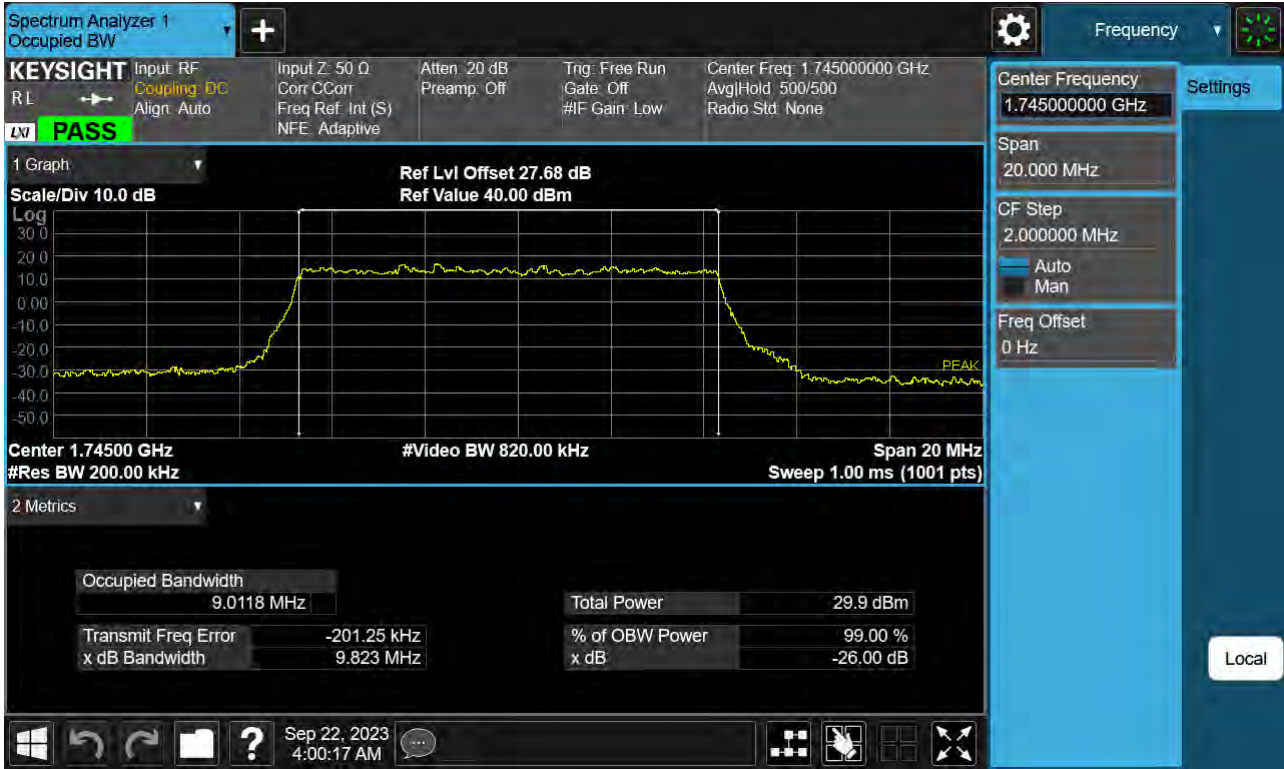 Spectrum Analyzer 1
Occupied BW
Frequency
KEYSIGHT
RL
LXI
PASS
Input: RF
Coupling: DC
Align: Auto
Input Z: 50 Ω
Corr CCorr
Freq Ref: Int (S)
NFE: Adaptive
Atten: 20 dB
Preamp: Off
Trig: Free Run
Gate: Off
#IF Gain: Low
Center Freq: 1.745000000 GHz
Avg|Hold: 500/500
Radio Std: None
1 Graph
Scale/Div 10.0 dB
Ref Lvl Offset 27.68 dB
Ref Value 40.00 dBm
Log
30.0
20.0
10.0
0.00
-10.0
-20.0
-30.0
-40.0
-50.0
PEAK
Center 1.74500 GHz
#Video BW 820.00 kHz
Span 20 MHz
#Res BW 200.00 kHz
Sweep 1.00 ms (1001 pts)
2 Metrics
Occupied Bandwidth
9.0118 MHz
Total Power 29.9 dBm
Transmit Freq Error -201.25 kHz
% of OBW Power 99.00 %
x dB Bandwidth 9.823 MHz
x dB -26.00 dB
Sep 22, 2023
4:00:17 AM
Center Frequency
1.745000000 GHz
Span
20.000 MHz
CF Step
2.000000 MHz
Auto
Man
Freq Offset
0 Hz
Settings
Local